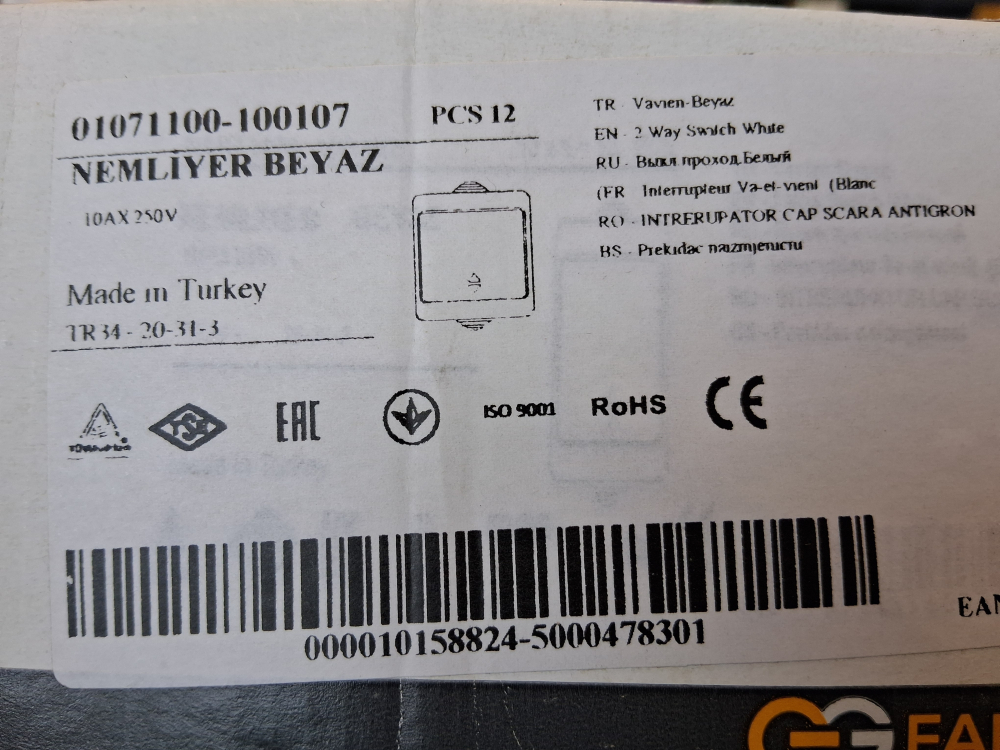 01071100-100107
PCS 12
NEMLİYER BEYAZ
10AX 250V
Made in Turkey
TR34 - 20-31-3
TR - Vavien-Beyaz
EN - 2 Way Switch White
RU - Выкл.проход.Белый
(FR Interrupteur Va-et-vient (Blanc
RO - INTRERUPATOR CAP SCARA ANTIGRON
BS - Prekidac naizmjenicni
TSE
EAC
ISO 9001
RoHS
CE
000010158824-5000478301
EAN